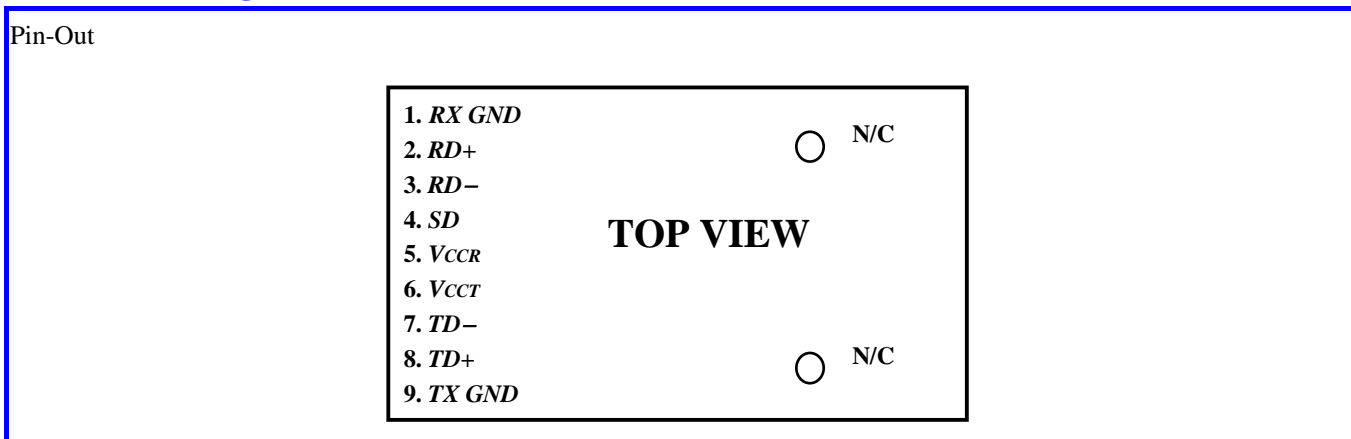 Pin-Out
1. RX GND
2. RD+
3. RD−
4. SD
5. VCCR
6. VCCT
7. TD−
8. TD+
9. TX GND
N/C
TOP VIEW
N/C